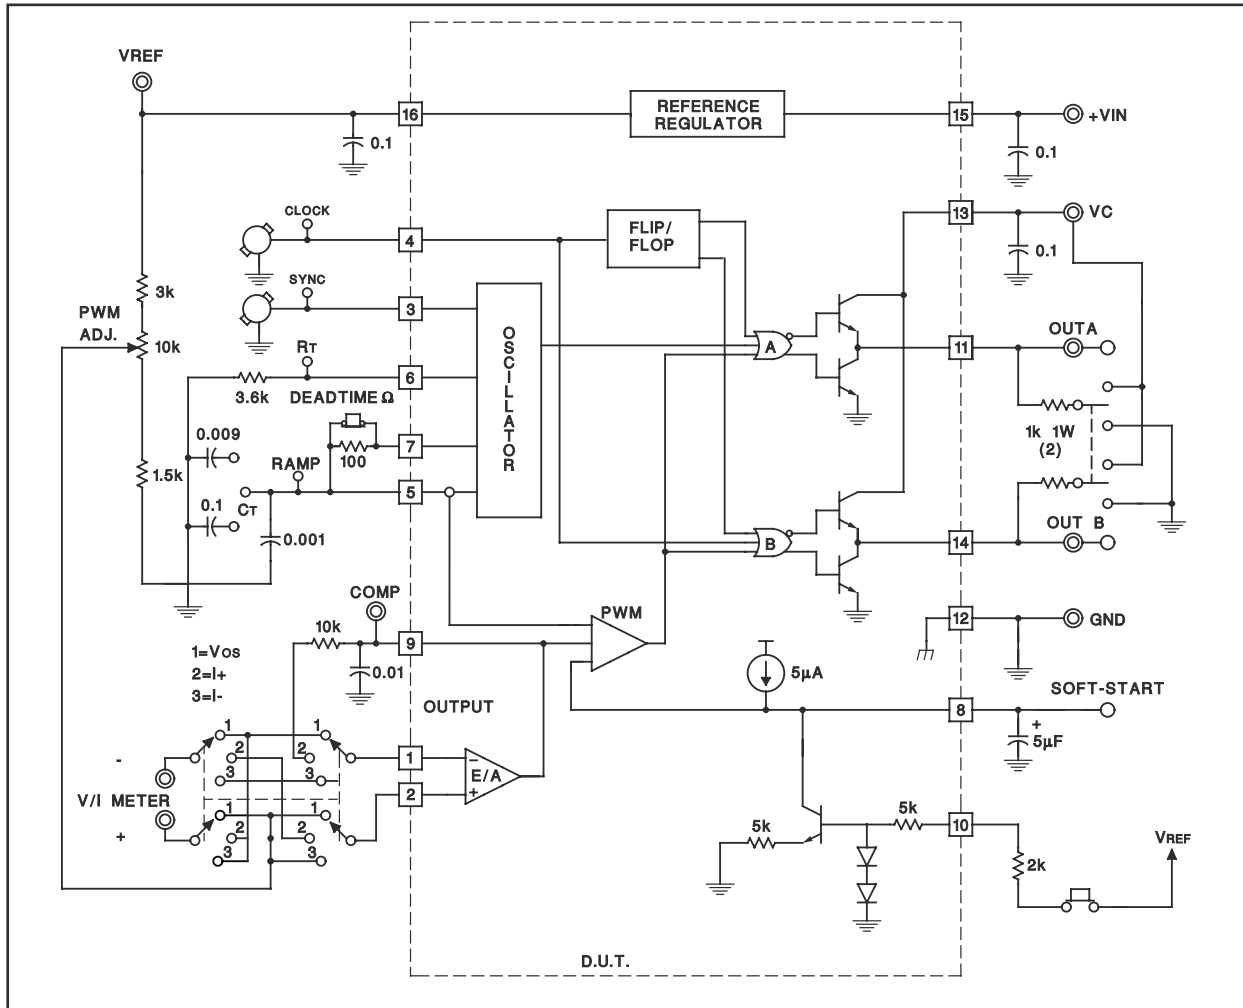 VREF
16
REFERENCE
REGULATOR
15
+VIN
0.1
0.1
CLOCK
4
FLIP/
FLOP
13
VC
0.1
SYNC
3
3k
PWM
ADJ.
10k
OSCILLATOR
A
11
OUTA
RT
6
3.6k
DEADTIME Ω
0.009
7
100
1k 1W
(2)
1.5k
RAMP
5
CT
0.1
0.001
OUT B
B
14
COMP
PWM
12
GND
10k
9
1=VOS
2=I+
3=I-
0.01
5µA
SOFT-START
OUTPUT
8
+
5µF
1
1
-
2
2
1
−
E/A
3
3
V/I METER
2
+
1
1
+
2
2
5k
5k
10
3
3
VREF
2k
D.U.T.